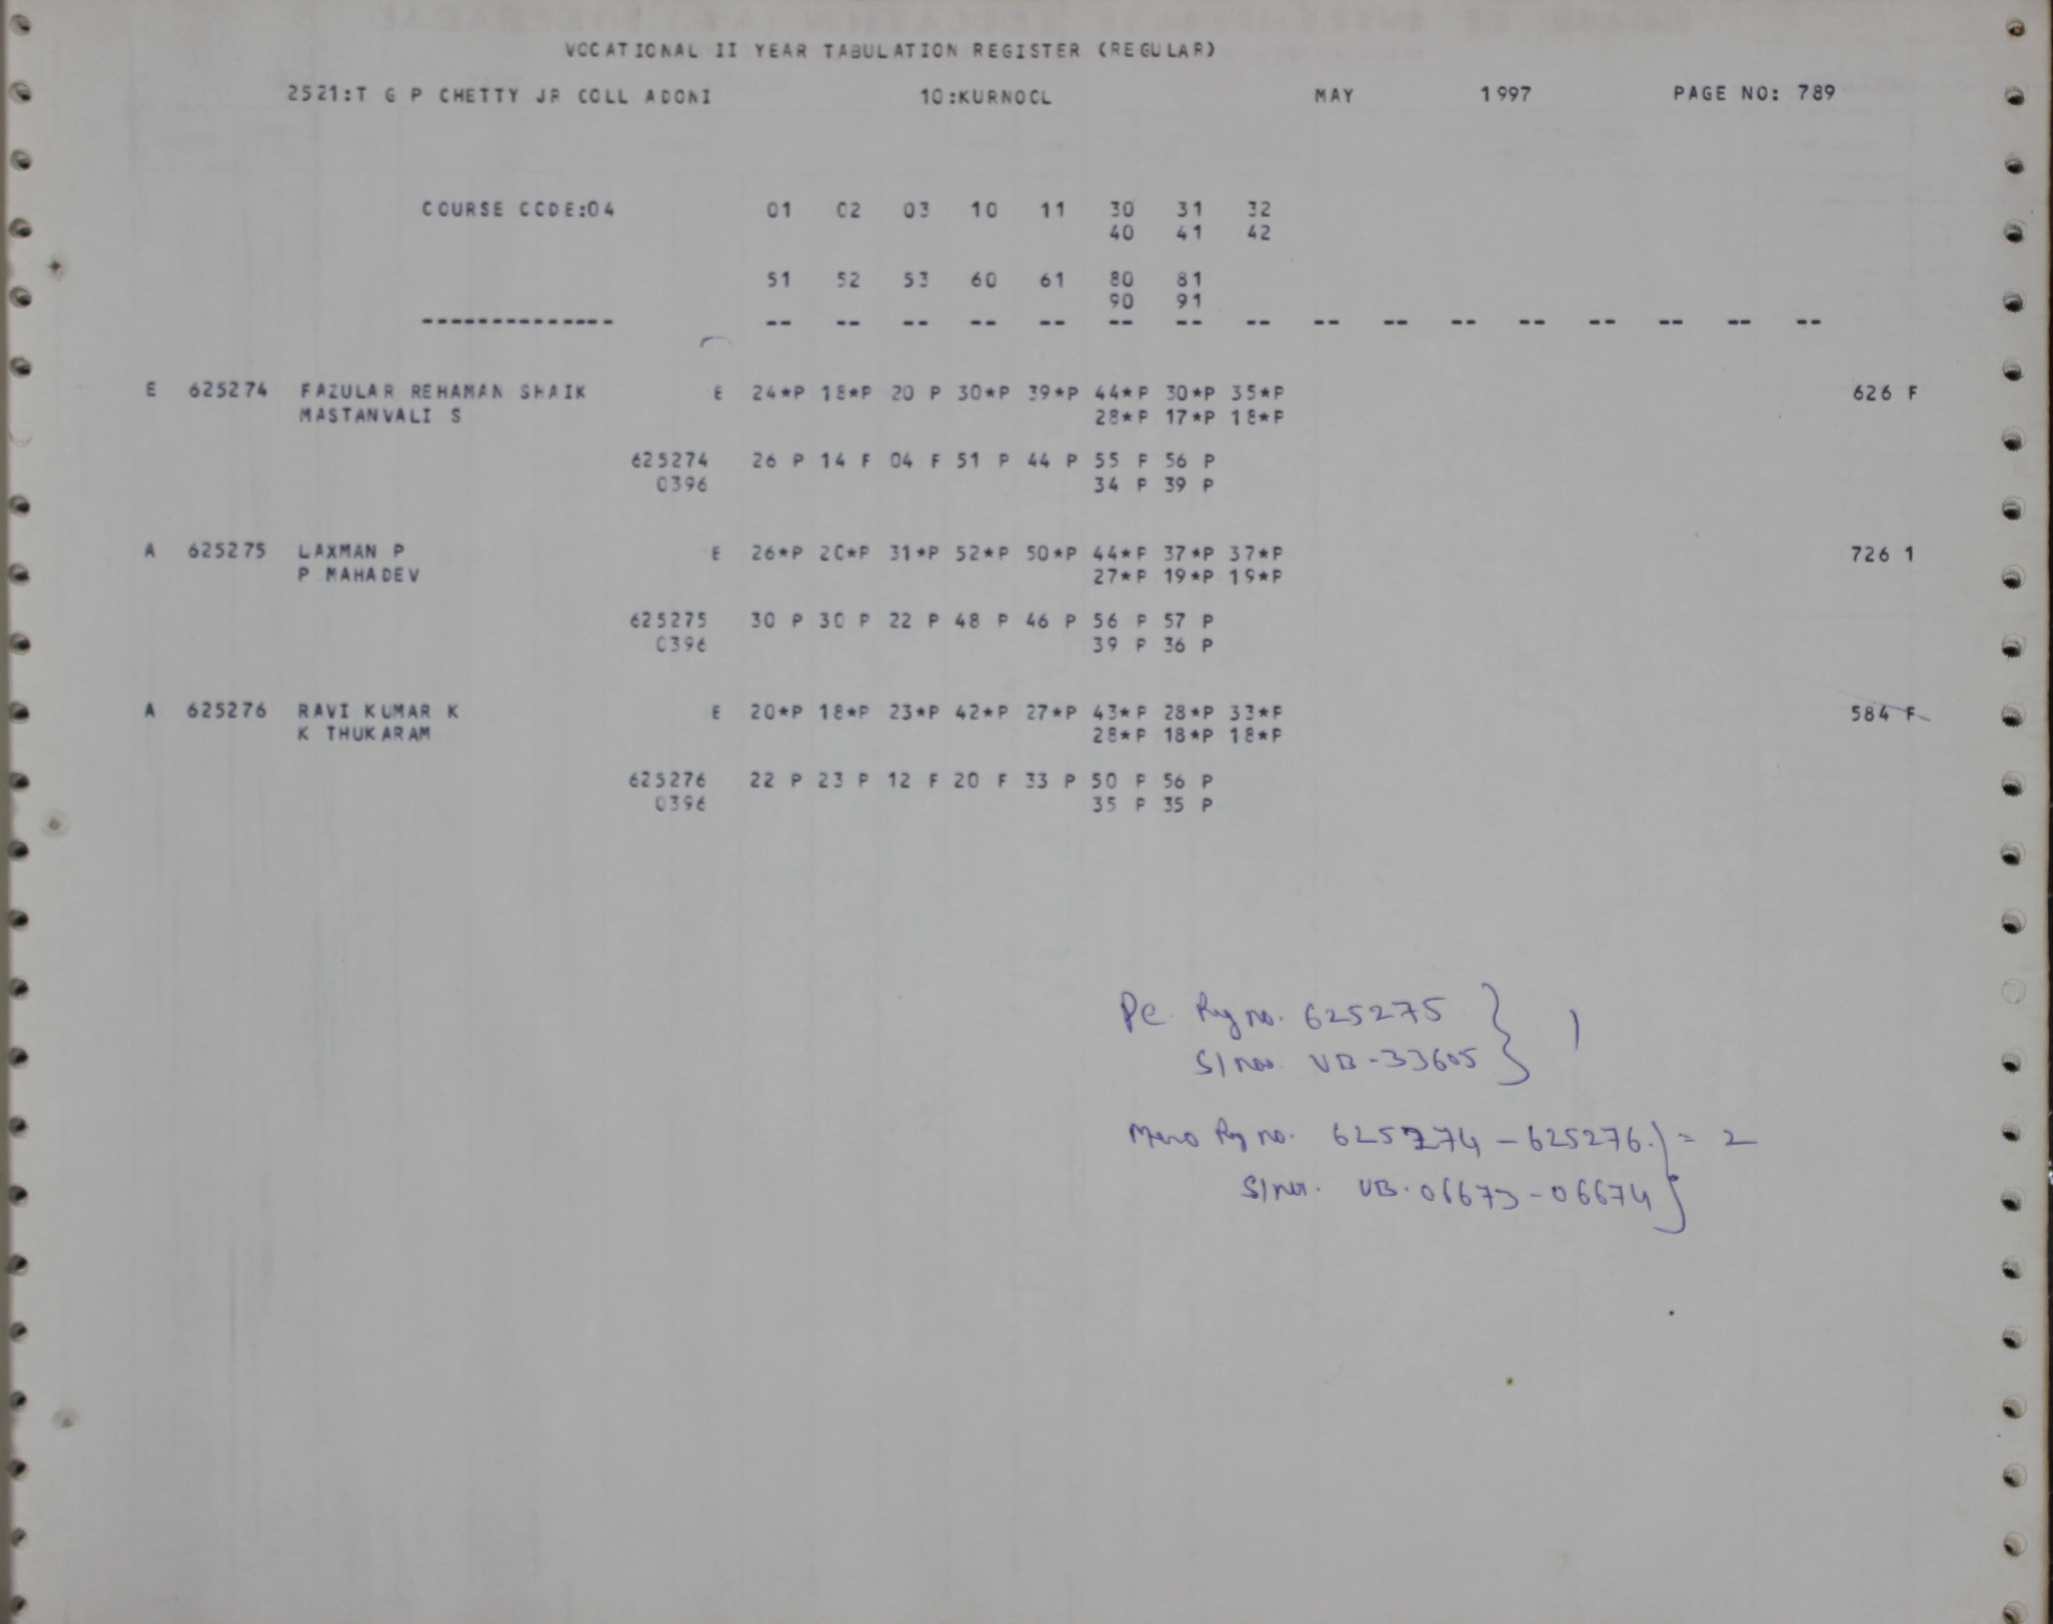 VOCATIONAL II YEAR TABULATION REGISTER (REGULAR)
2521:T G P CHETTY JR COLL ADONI 10:KURNOOL MAY 1997 PAGE NO: 789
COURSE CODE:04 01 02 03 10 11 30 31 32
40 41 42
51 52 53 60 61 80 81
90 91
-------------- -- -- -- -- -- -- -- -- -- -- -- -- -- -- -- --
E 625274 FAZULAR REHAMAN SHAIK E 24*P 18*P 20 P 30*P 39*P 44*P 30*P 35*P 626 F
MASTANVALI S 28*P 17*P 18*P
625274 26 P 14 F 04 F 51 P 44 P 55 P 56 P
0396 34 P 39 P
A 625275 LAXMAN P E 26*P 20*P 31*P 52*P 50*P 44*P 37*P 37*P 726 1
P MAHADEV 27*P 19*P 19*P
625275 30 P 30 P 22 P 48 P 46 P 56 P 57 P
0396 39 P 36 P
A 625276 RAVI KUMAR K E 20*P 18*P 23*P 42*P 27*P 43*P 28*P 33*P 584 F
K THUKARAM 28*P 18*P 18*P
625276 22 P 23 P 12 F 20 F 33 P 50 P 56 P
0396 35 P 35 P
Pc. Reg no. 625275 } 1
Sl nos. VB-33605
Memo Reg no. 625274 - 625276. } = 2
Sl nos. VB. 06673 - 06674